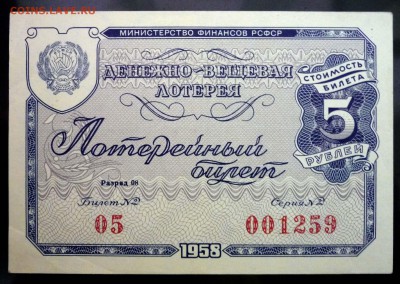 COINS.LAVE.RU
МИНИСТЕРСТВО ФИНАНСОВ РСФСР
ДЕНЕЖНО-ВЕЩЕВАЯ
ЛОТЕРЕЯ
СТОИМОСТЬ
БИЛЕТА
5
РУБЛЕЙ
Лотерейный
билет
Разряд 08
Билет №
Серия №
05
001259
1958